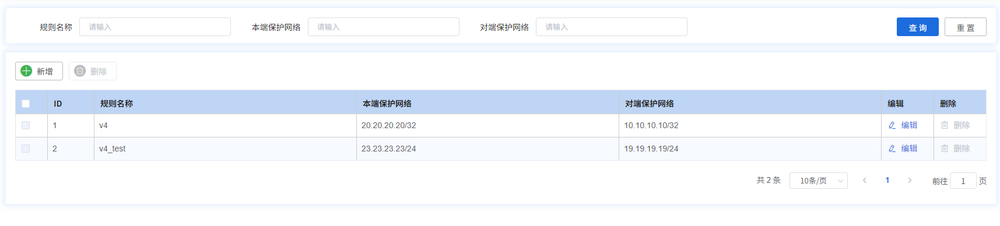 规则名称 请输入 本端保护网络 请输入 对端保护网络 请输入 查 询 重 置
新增 删除
ID 规则名称 本端保护网络 对端保护网络 编辑 删除
1 v4 20.20.20.20/32 10.10.10.10/32 编辑 删除
2 v4_test 23.23.23.23/24 19.19.19.19/24 编辑 删除
共 2 条 10条/页 1 前往 1 页